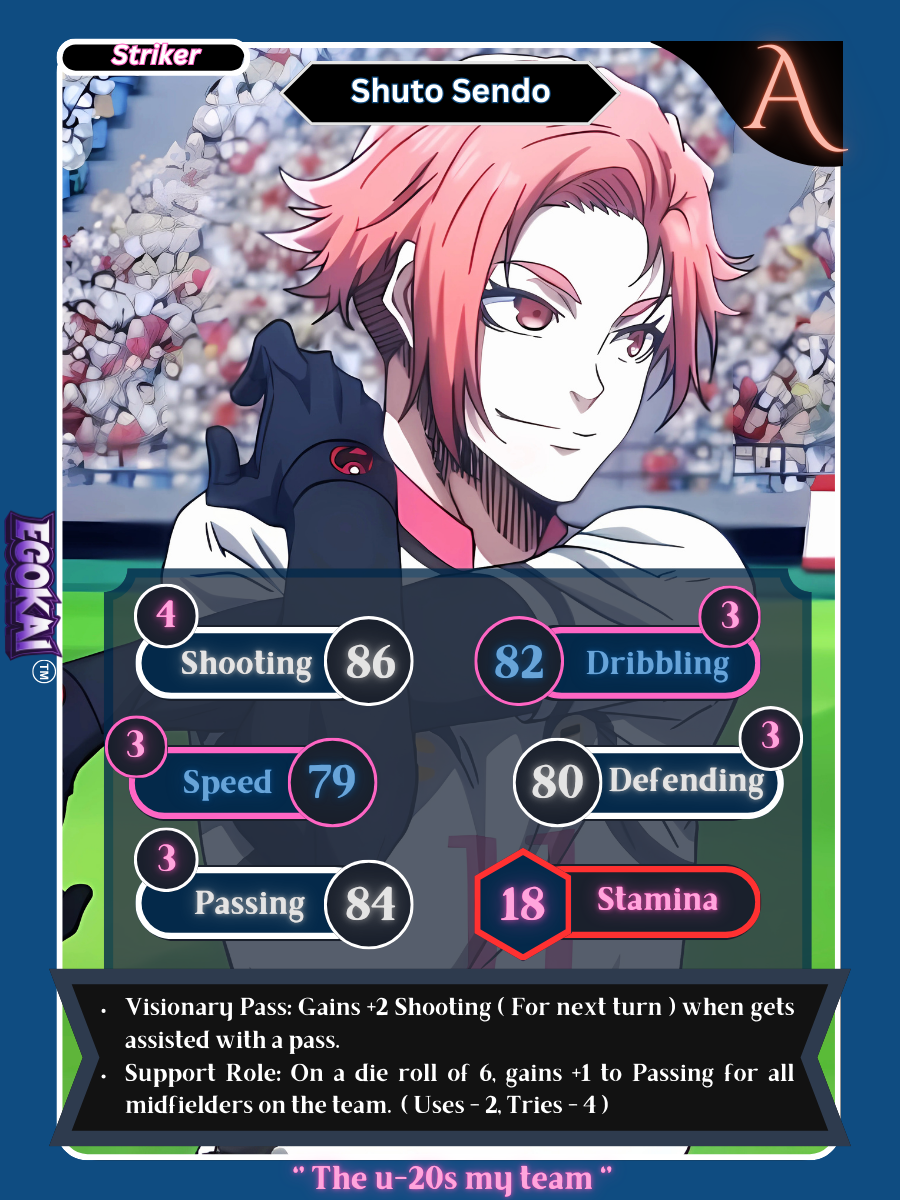 Striker
Shuto Sendo
A
EGOKAI
TM
4
Shooting 86
3
82 Dribbling
3
Speed 79
3
80 Defending
3
Passing 84
18 Stamina
11
• Visionary Pass: Gains +2 Shooting ( For next turn ) when gets
assisted with a pass.
• Support Role: On a die roll of 6, gains +1 to Passing for all
midfielders on the team. ( Uses - 2, Tries - 4 )
“ The u-20s my team “